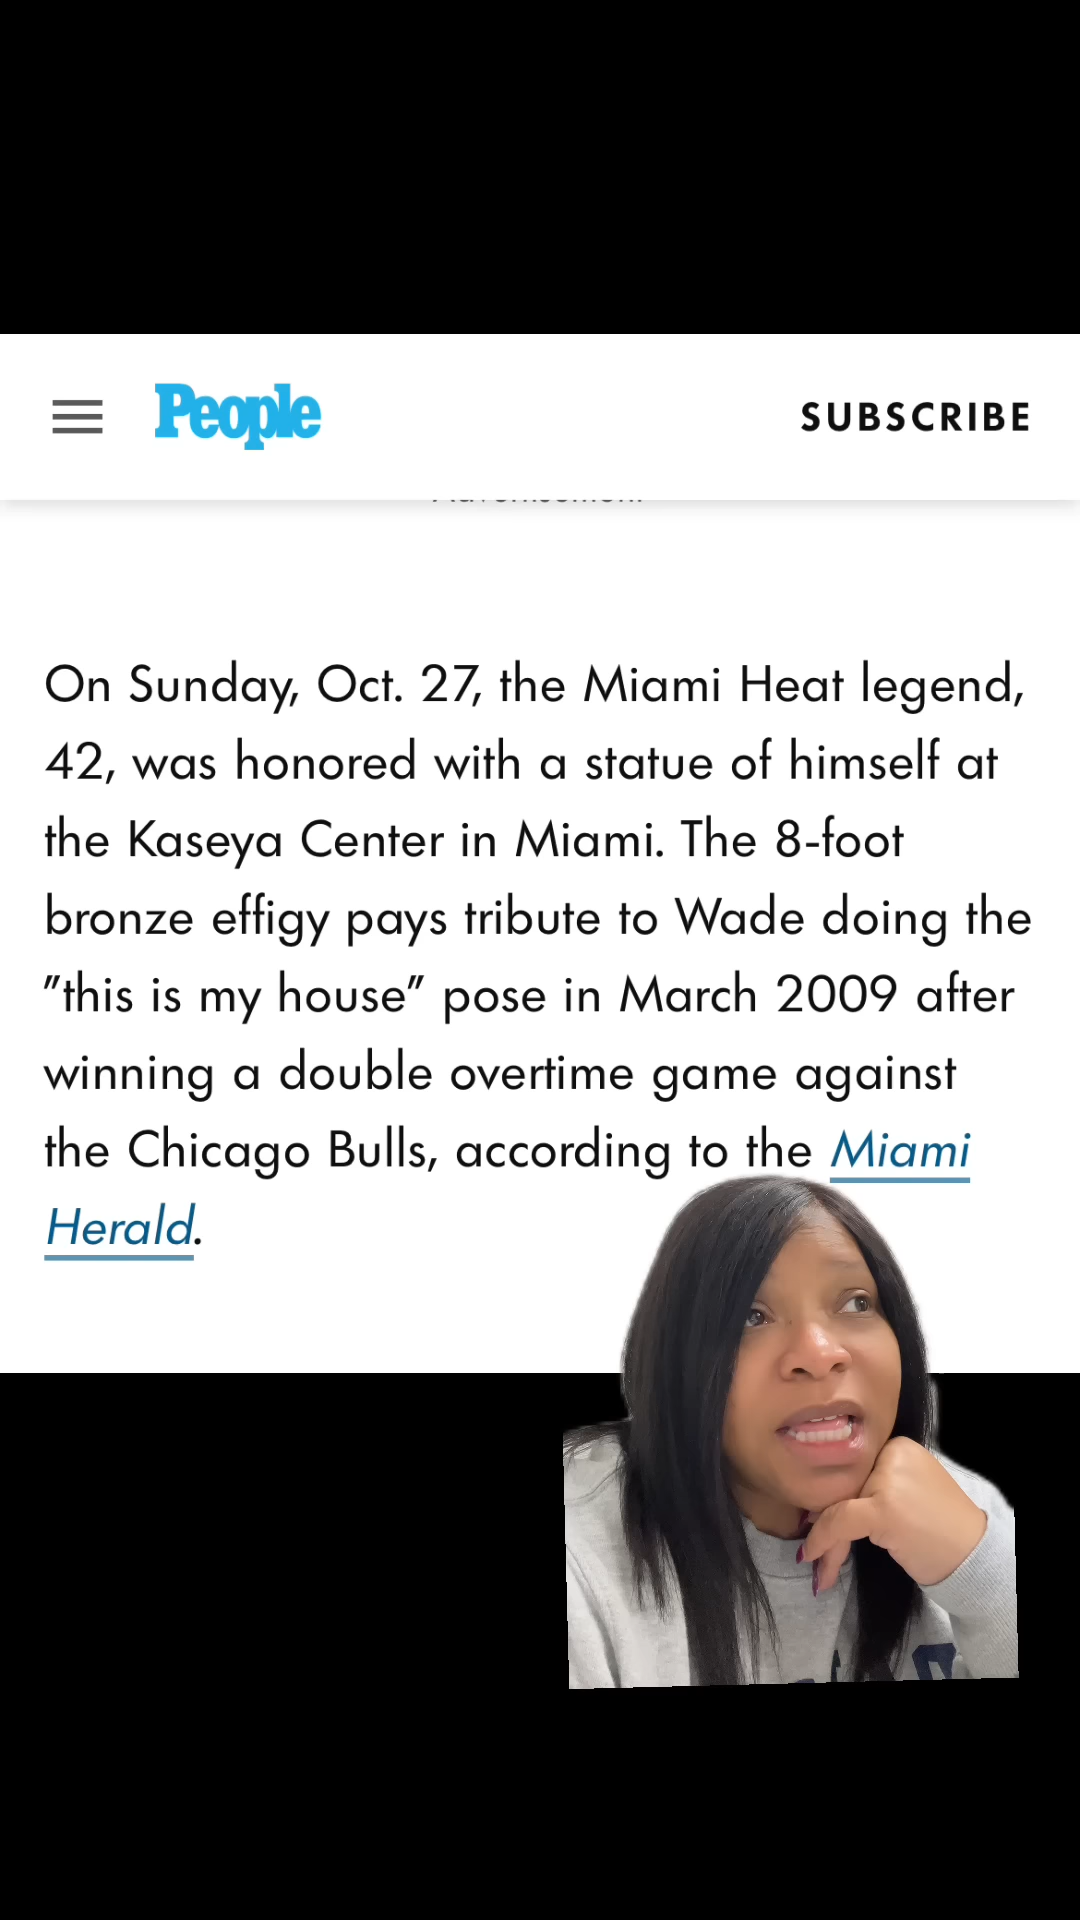 People
SUBSCRIBE
Advertisement
On Sunday, Oct. 27, the Miami Heat legend,
42, was honored with a statue of himself at
the Kaseya Center in Miami. The 8-foot
bronze effigy pays tribute to Wade doing the
"this is my house" pose in March 2009 after
winning a double overtime game against
the Chicago Bulls, according to the Miami
Herald.